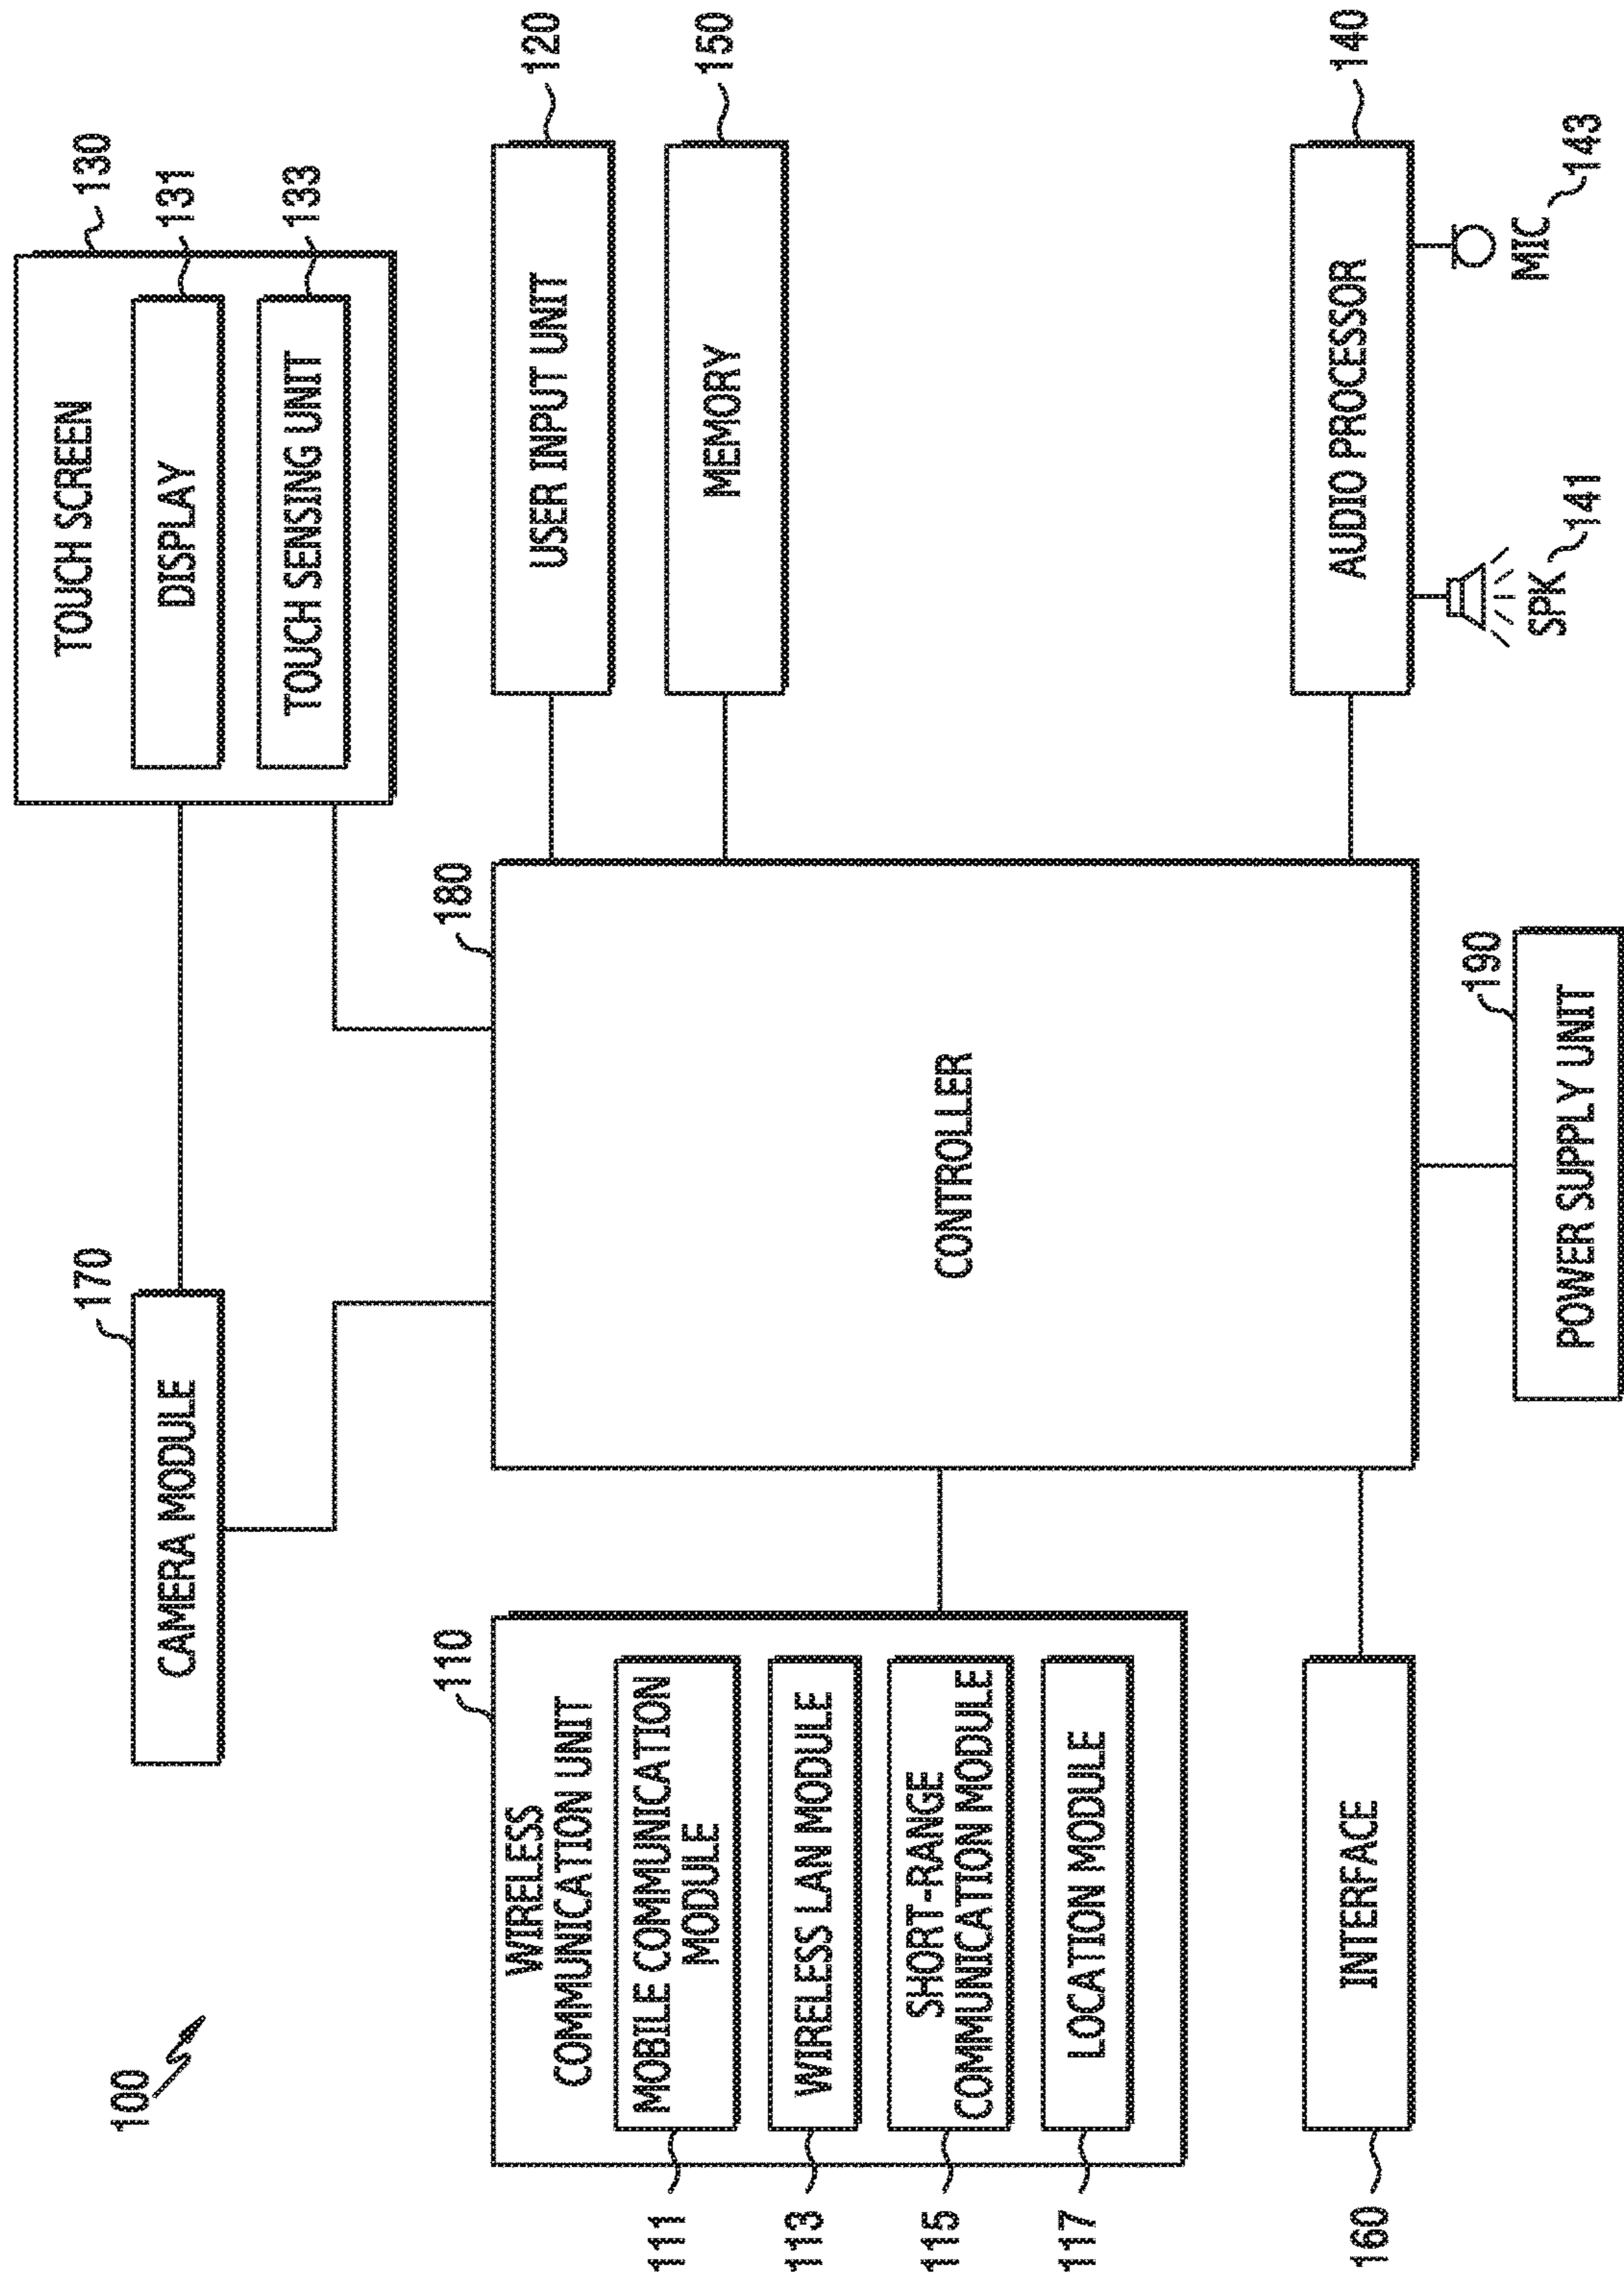 100
170
CAMERA MODULE
130
TOUCH SCREEN
131
DISPLAY
133
TOUCH SENSING UNIT
110
WIRELESS
COMMUNICATION UNIT
111
MOBILE COMMUNICATION
MODULE
113
WIRELESS LAN MODULE
115
SHORT-RANGE
COMMUNICATION MODULE
117
LOCATION MODULE
160
INTERFACE
180
CONTROLLER
190
POWER SUPPLY UNIT
120
USER INPUT UNIT
150
MEMORY
140
AUDIO PROCESSOR
SPK
141
MIC
143